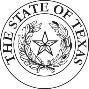 THE STATE OF TEXAS